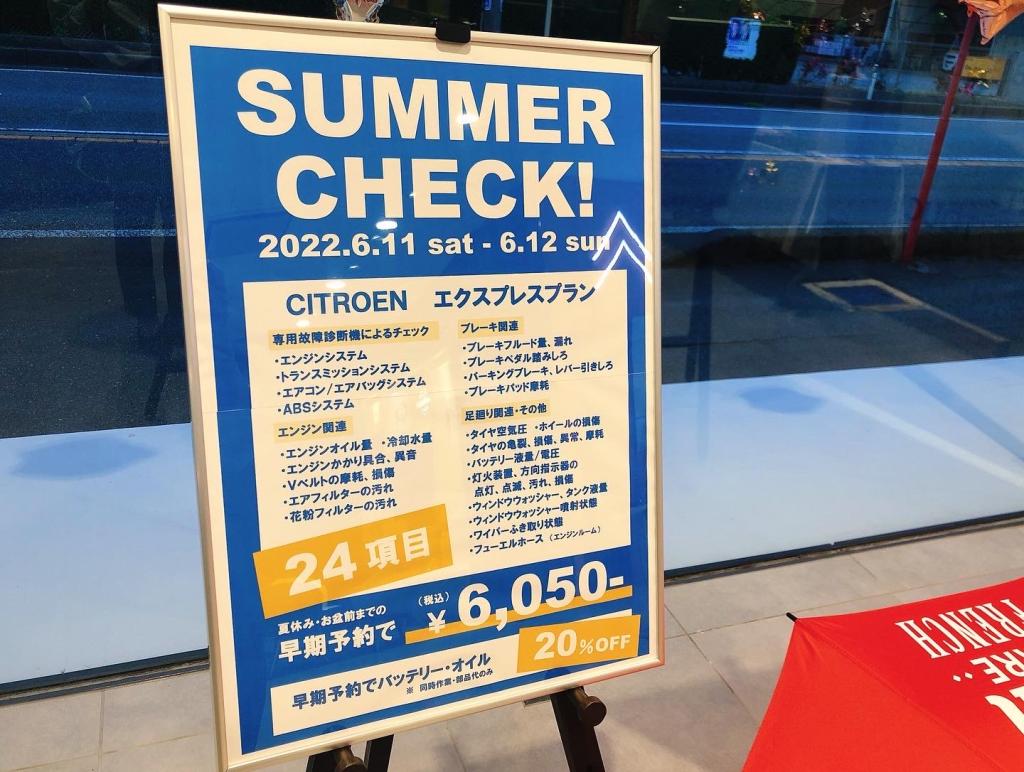 SUMMER
CHECK!
2022.6.11 sat - 6.12 sun
CITROEN エクスプレスプラン
専用故障診断機によるチェック
・エンジンシステム
・トランスミッションシステム
・エアコン/エアバッグシステム
・ABSシステム
エンジン関連
・エンジンオイル量 ・冷却水量
・エンジンかかり具合、異音
・Vベルトの摩耗、損傷
・エアフィルターの汚れ
・花粉フィルターの汚れ
ブレーキ関連
・ブレーキフルード量、漏れ
・ブレーキペダル踏みしろ
・パーキングブレーキ、レバー引きしろ
・ブレーキパッド摩耗
足廻り関連・その他
・タイヤ空気圧 ・ホイールの損傷
・タイヤの亀裂、損傷、異常、摩耗
・バッテリー液量/電圧
・灯火装置、方向指示器の
点灯、点滅、汚れ、損傷
・ウィンドウウォッシャー、タンク液量
・ウィンドウウォッシャー噴射状態
・ワイパーふき取り状態
・フューエルホース（エンジンルーム）
24項目
夏休み・お盆前までの
早期予約で
（税込）
￥6,050-
早期予約でバッテリー・オイル
※ 同時作業・部品代のみ
20%OFF
FRENCH